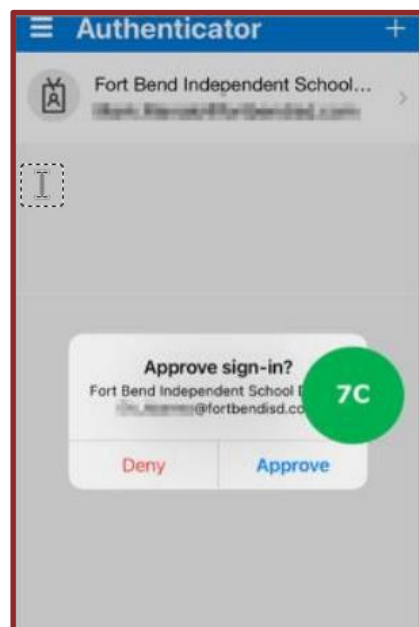 Authenticator
Fort Bend Independent School...
Approve sign-in?
Fort Bend Independent School
@fortbendisd.co
7C
Deny
Approve